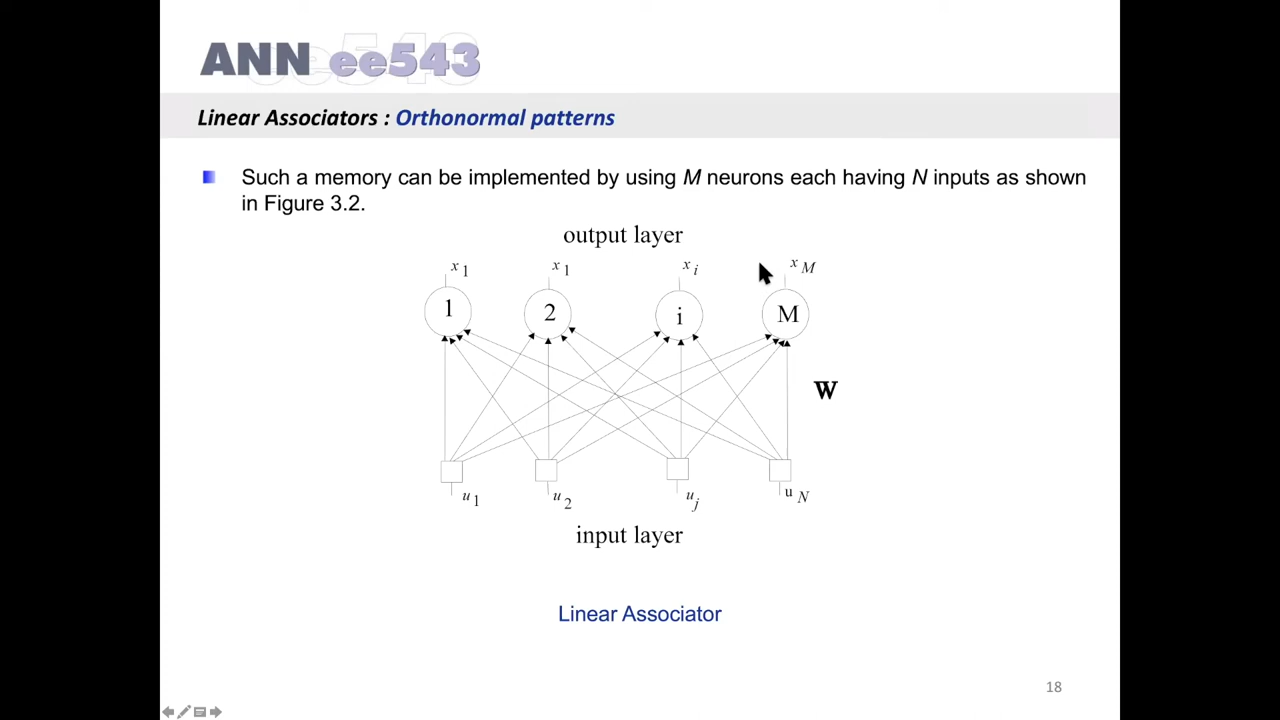 ANN ee543
Linear Associators : Orthonormal patterns
Such a memory can be implemented by using M neurons each having N inputs as shown
in Figure 3.2.
output layer
x1 x1 xi xM
1 2 i M
W
u1 u2 uj uN
input layer
Linear Associator
18